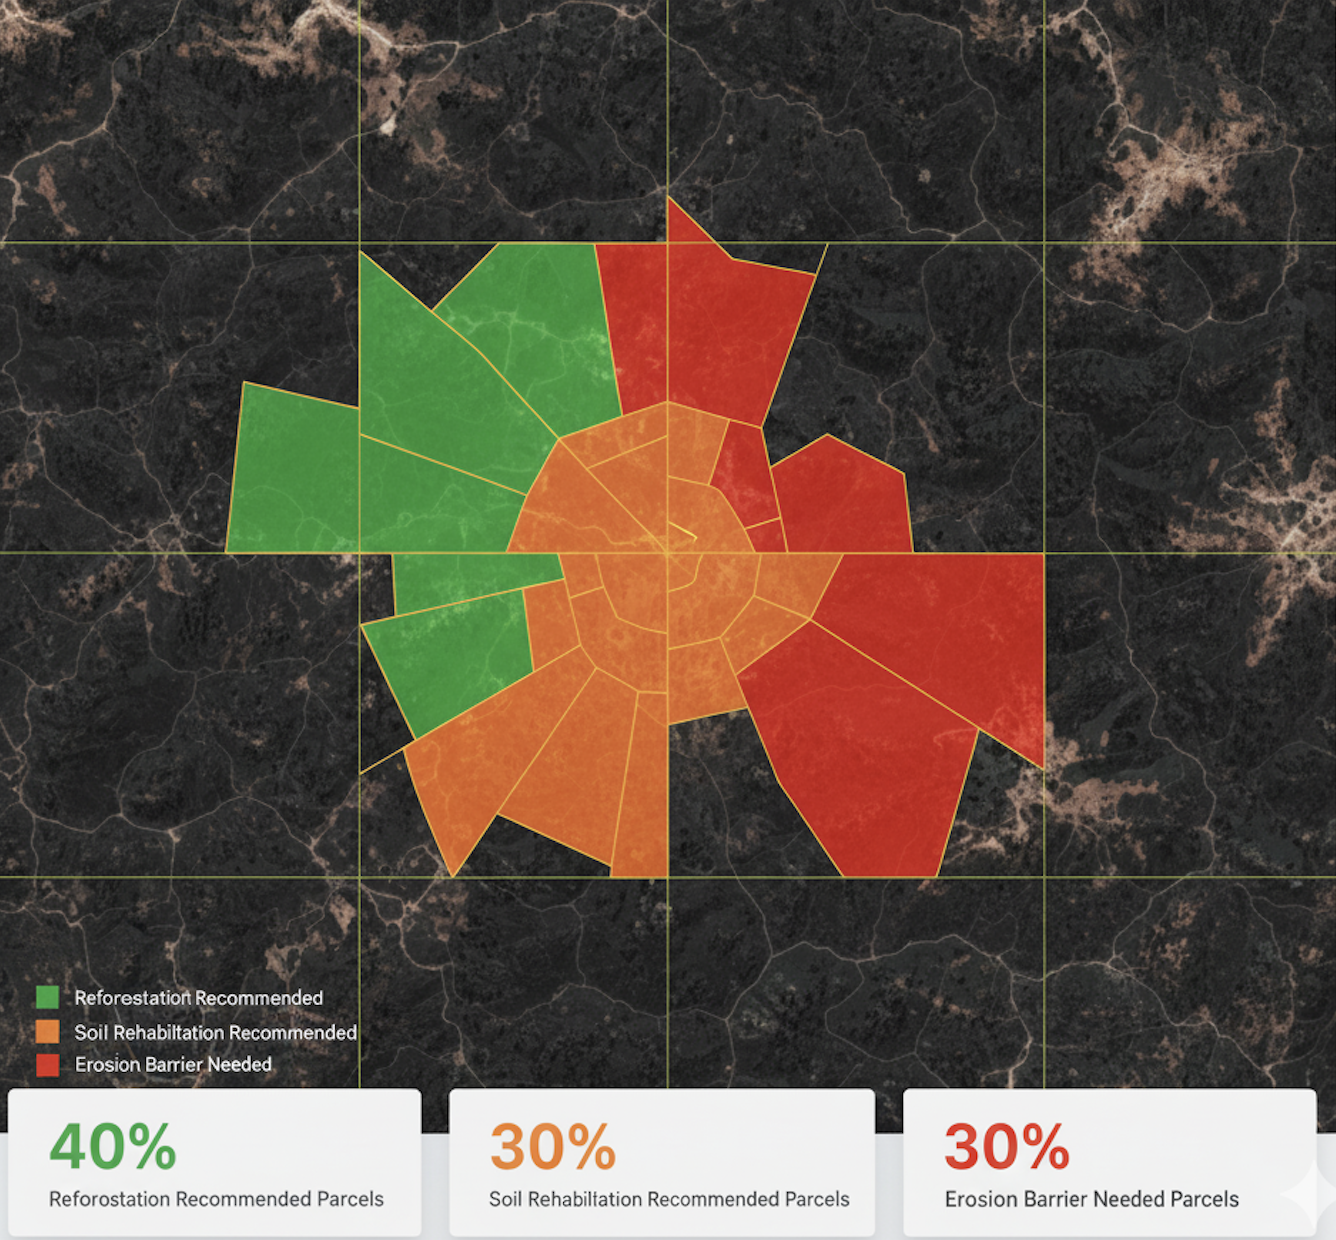 Reforestation Recommended
Soil Rehabiltation Recommended
Erosion Barrier Needed
40%
Reforostation Recommended Parcels
30%
Soil Rehabiliation Recommended Parcels
30%
Erosion Barrier Needed Parcels